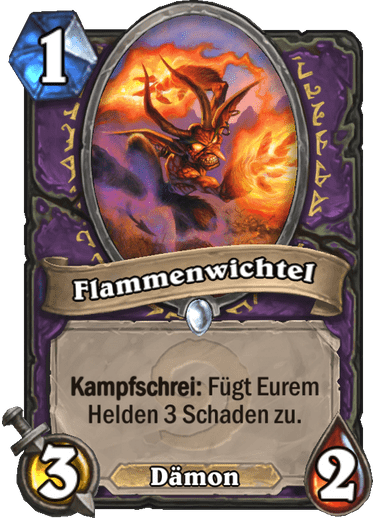 1
Flammenwichtel
Kampfschrei: Fügt Eurem
Helden 3 Schaden zu.
3
Dämon
2